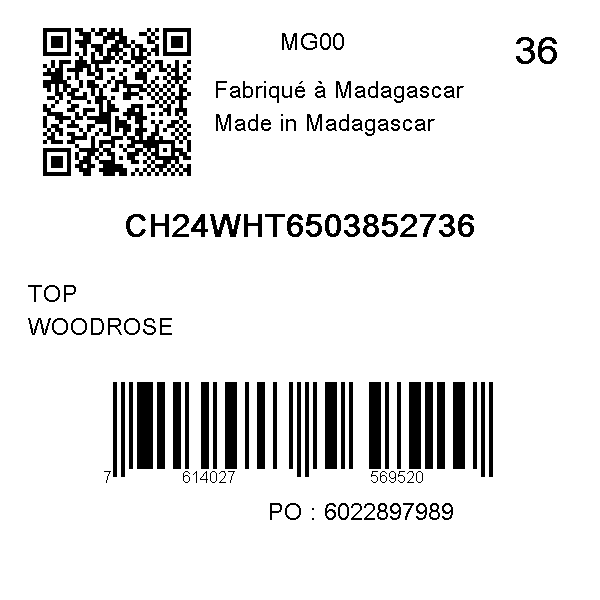 MG00
36
Fabriqué à Madagascar
Made in Madagascar
CH24WHT6503852736
TOP
WOODROSE
7 614027 569520
PO : 6022897989